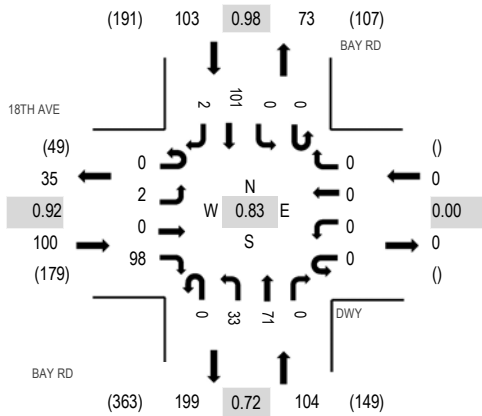 (191) 103 0.98 73 (107)
BAY RD
18TH AVE
2 101 0 0
(49) 0 0 ()
35 2 0 0
N
0.92 W 0.83 E 0.00
S
100 0 0 0
(179) 98 0 ()
0 33 71 0
DWY
BAY RD
(363) 199 0.72 104 (149)